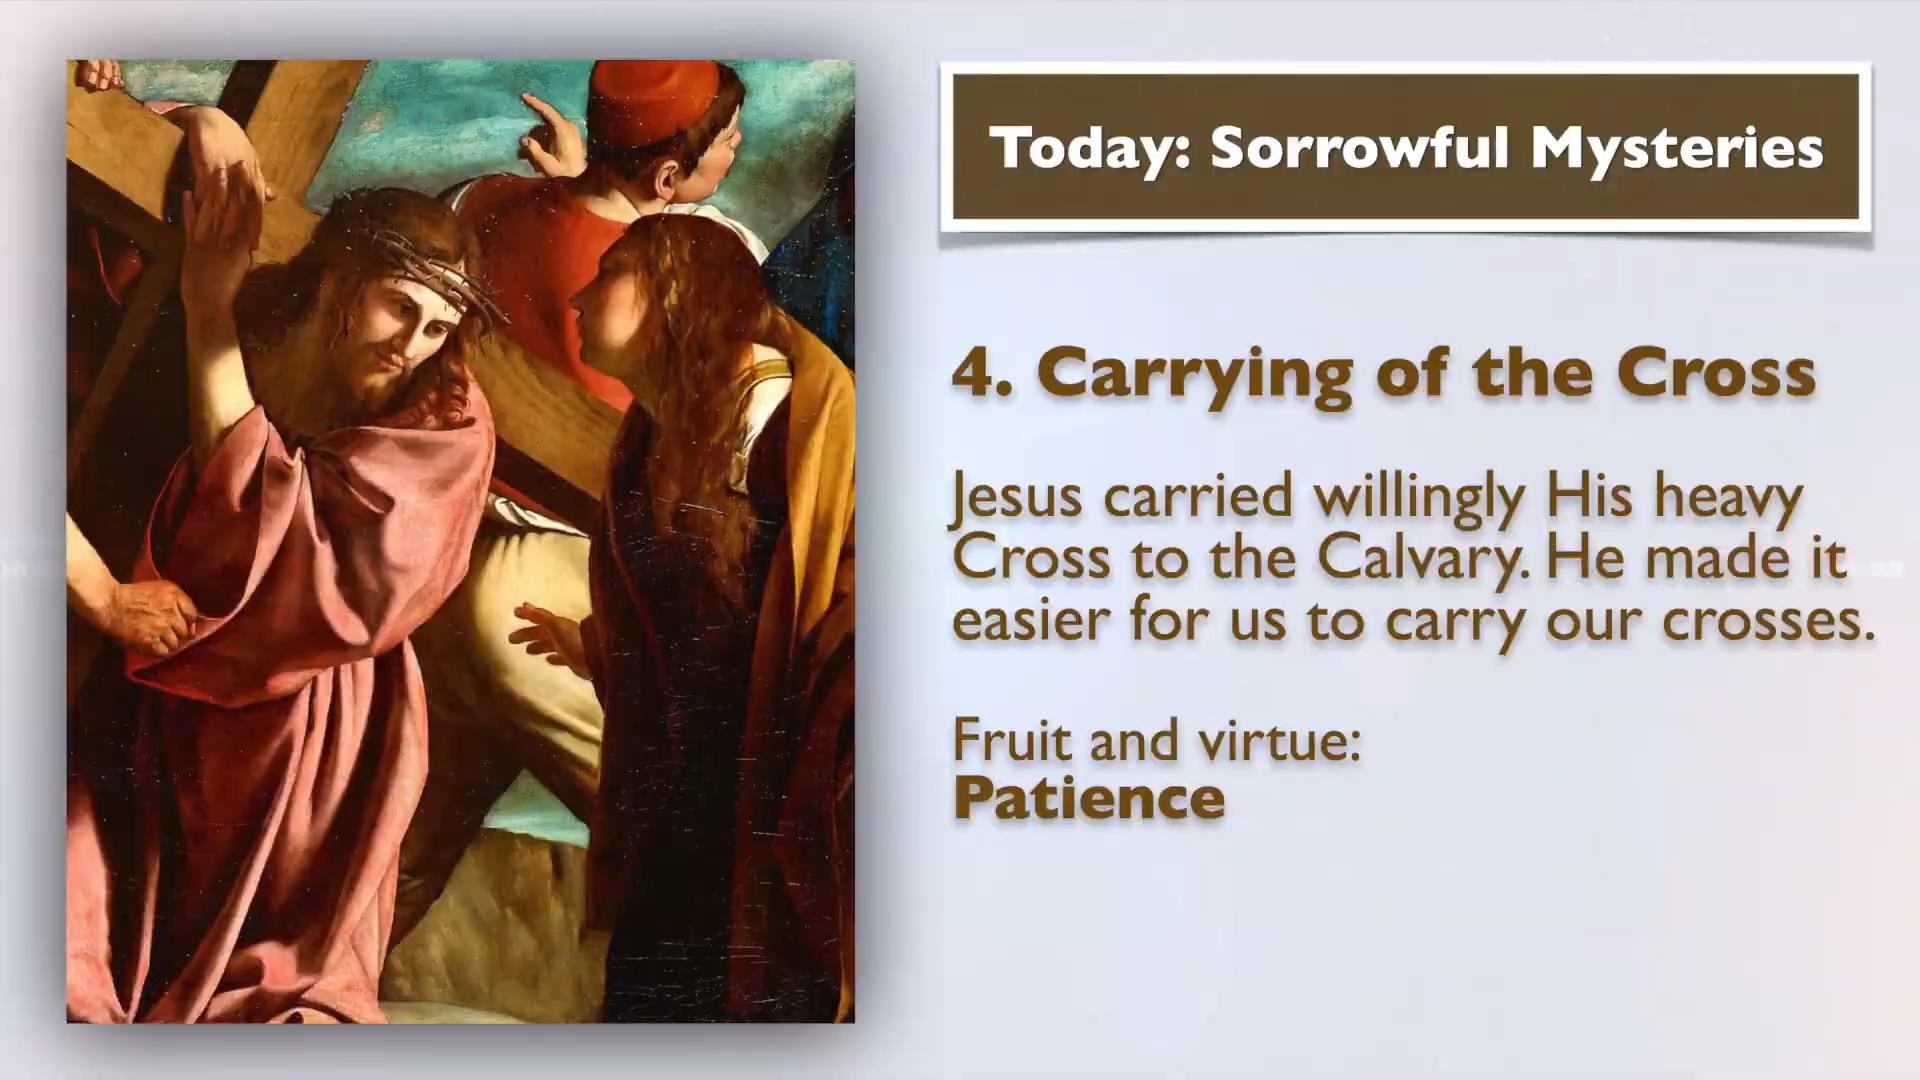 Today: Sorrowful Mysteries
4. Carrying of the Cross
Jesus carried willingly His heavy
Cross to the Calvary. He made it
easier for us to carry our crosses.
Fruit and virtue:
Patience